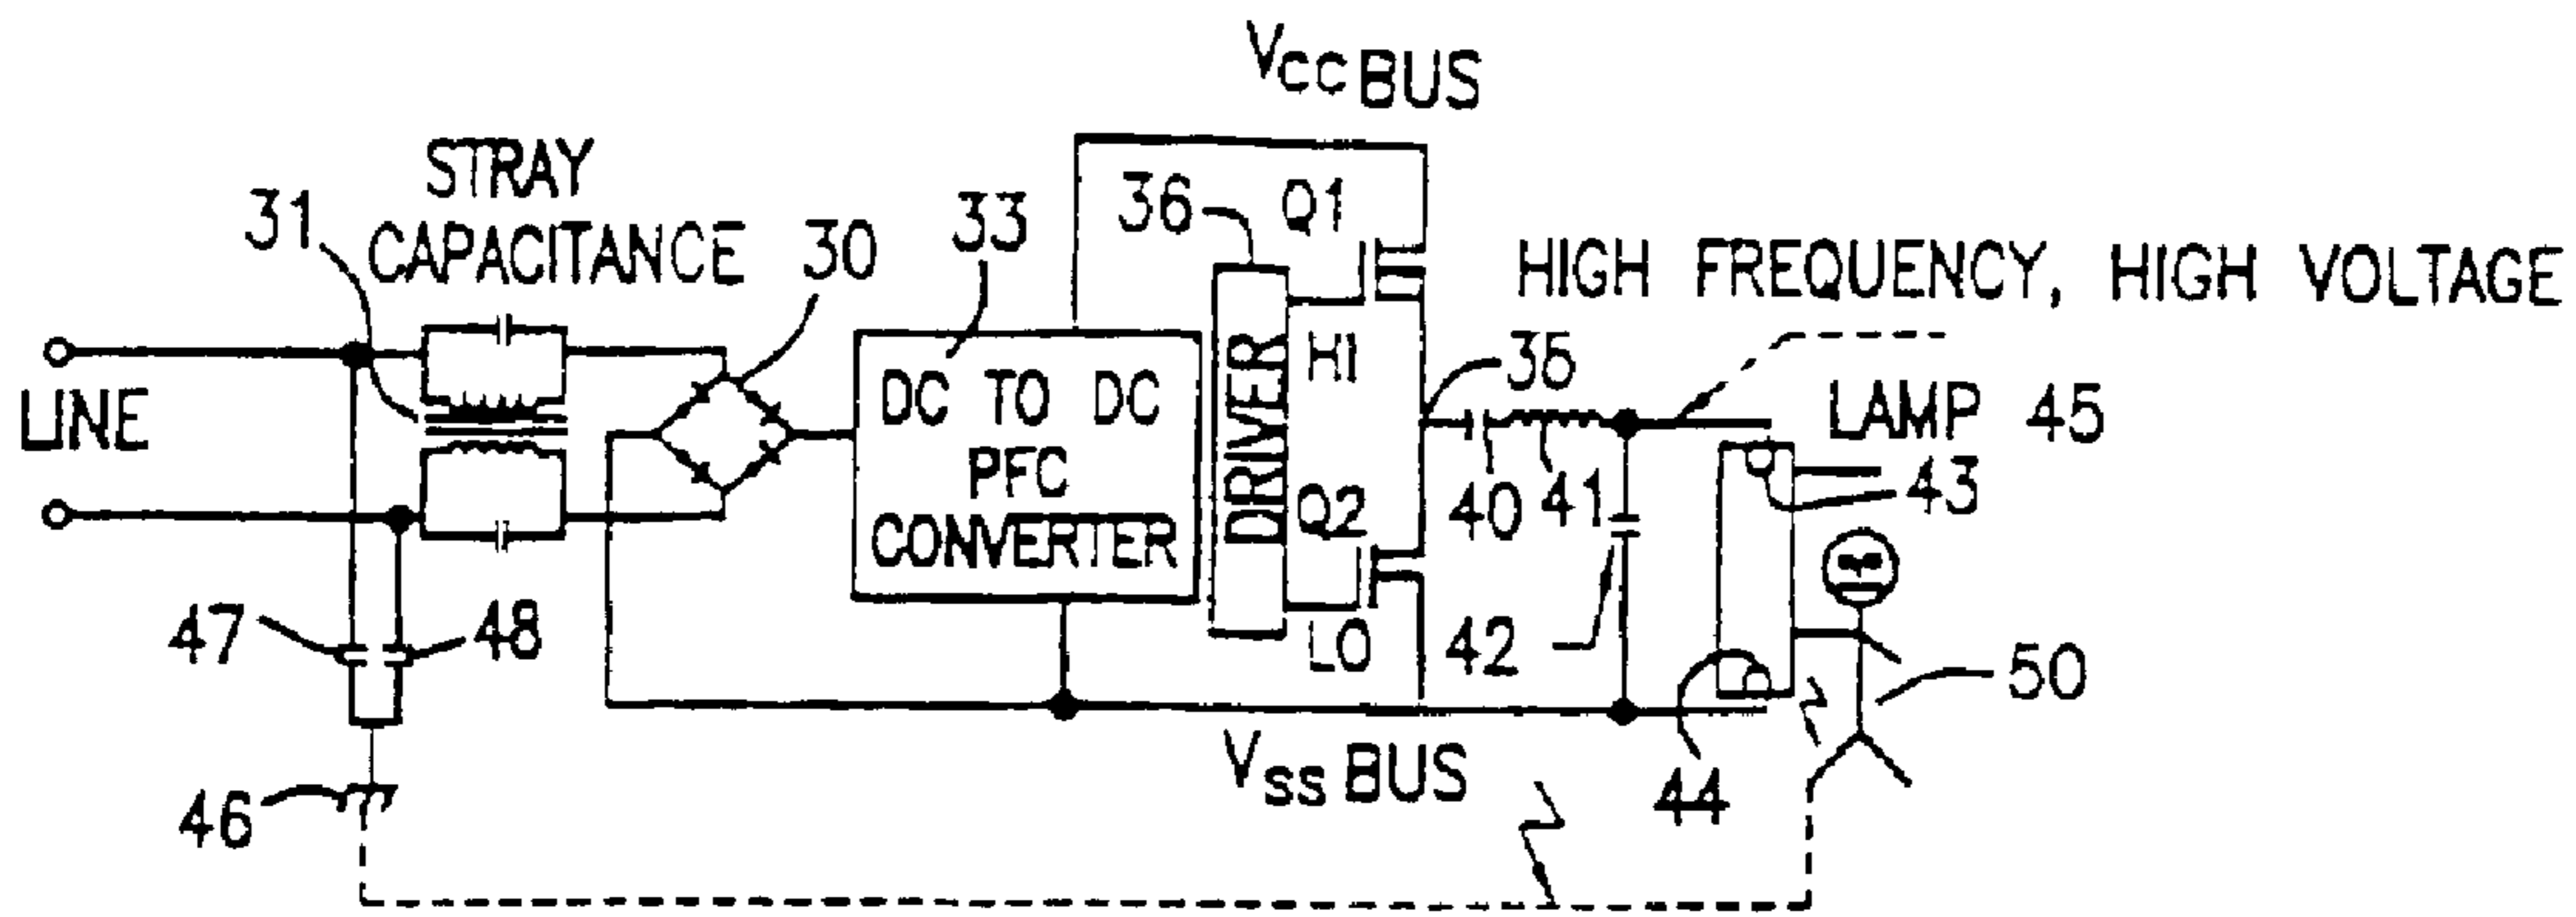 VCC BUS
STRAY
CAPACITANCE
31
30
33
36
Q1
HIGH FREQUENCY, HIGH VOLTAGE
LINE
DC TO DC
PFC
CONVERTER
DRIVER
HI
35
LAMP 45
Q2
40
41
43
47
48
LO
42
50
VSS BUS
44
46